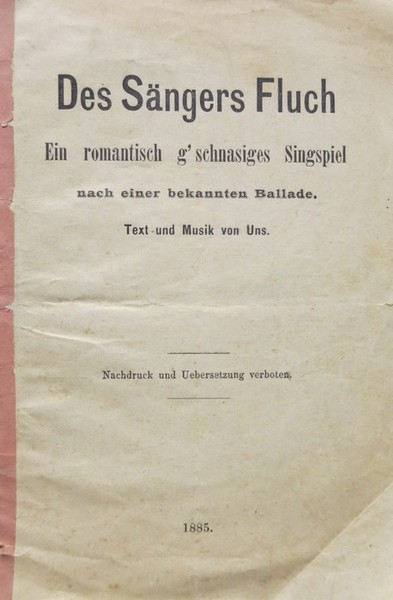 Des Sängers Fluch
Ein romantisch g'schnasiges Singspiel
nach einer bekannten Ballade.
Text und Musik von Uns.
Nachdruck und Uebersetzung verboten.
1885.